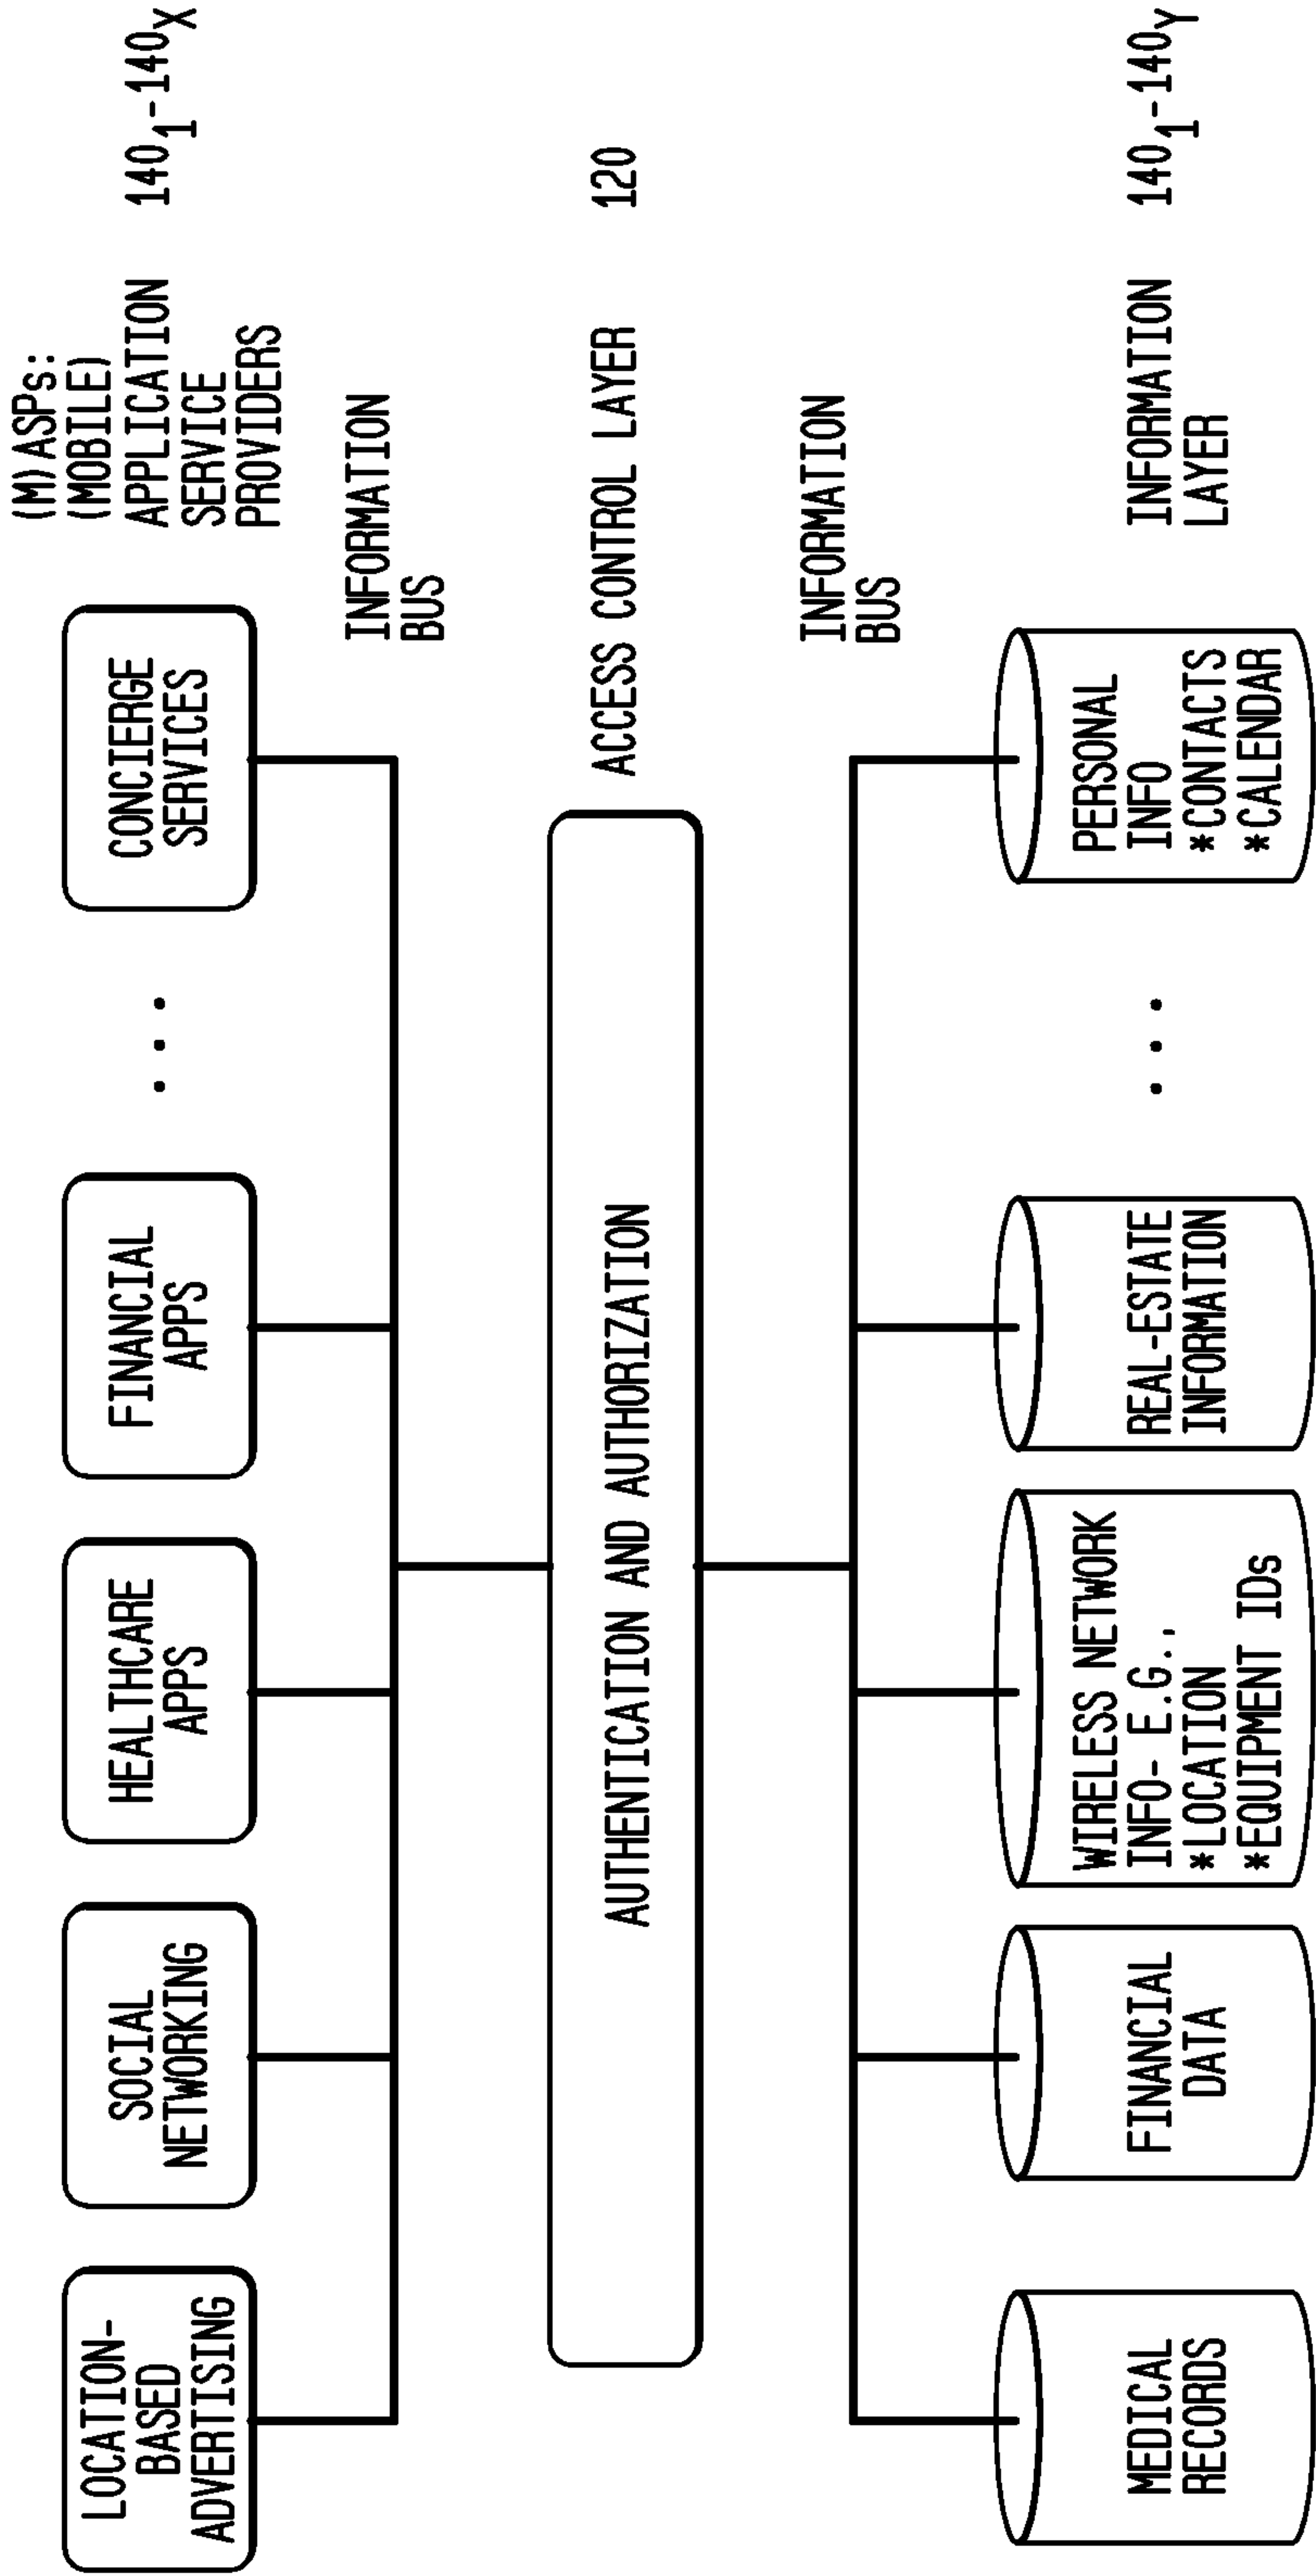 LOCATION-
BASED
ADVERTISING
SOCIAL
NETWORKING
HEALTHCARE
APPS
FINANCIAL
APPS
. . .
CONCIERGE
SERVICES
(M)ASPs:
(MOBILE)
APPLICATION 140₁-140X
SERVICE
PROVIDERS
INFORMATION
BUS
AUTHENTICATION AND AUTHORIZATION
ACCESS CONTROL LAYER 120
INFORMATION
BUS
MEDICAL
RECORDS
FINANCIAL
DATA
WIRELESS NETWORK
INFO- E.G.,
*LOCATION
*EQUIPMENT IDs
REAL-ESTATE
INFORMATION
. . .
PERSONAL
INFO
*CONTACTS
*CALENDAR
INFORMATION 140₁-140Y
LAYER